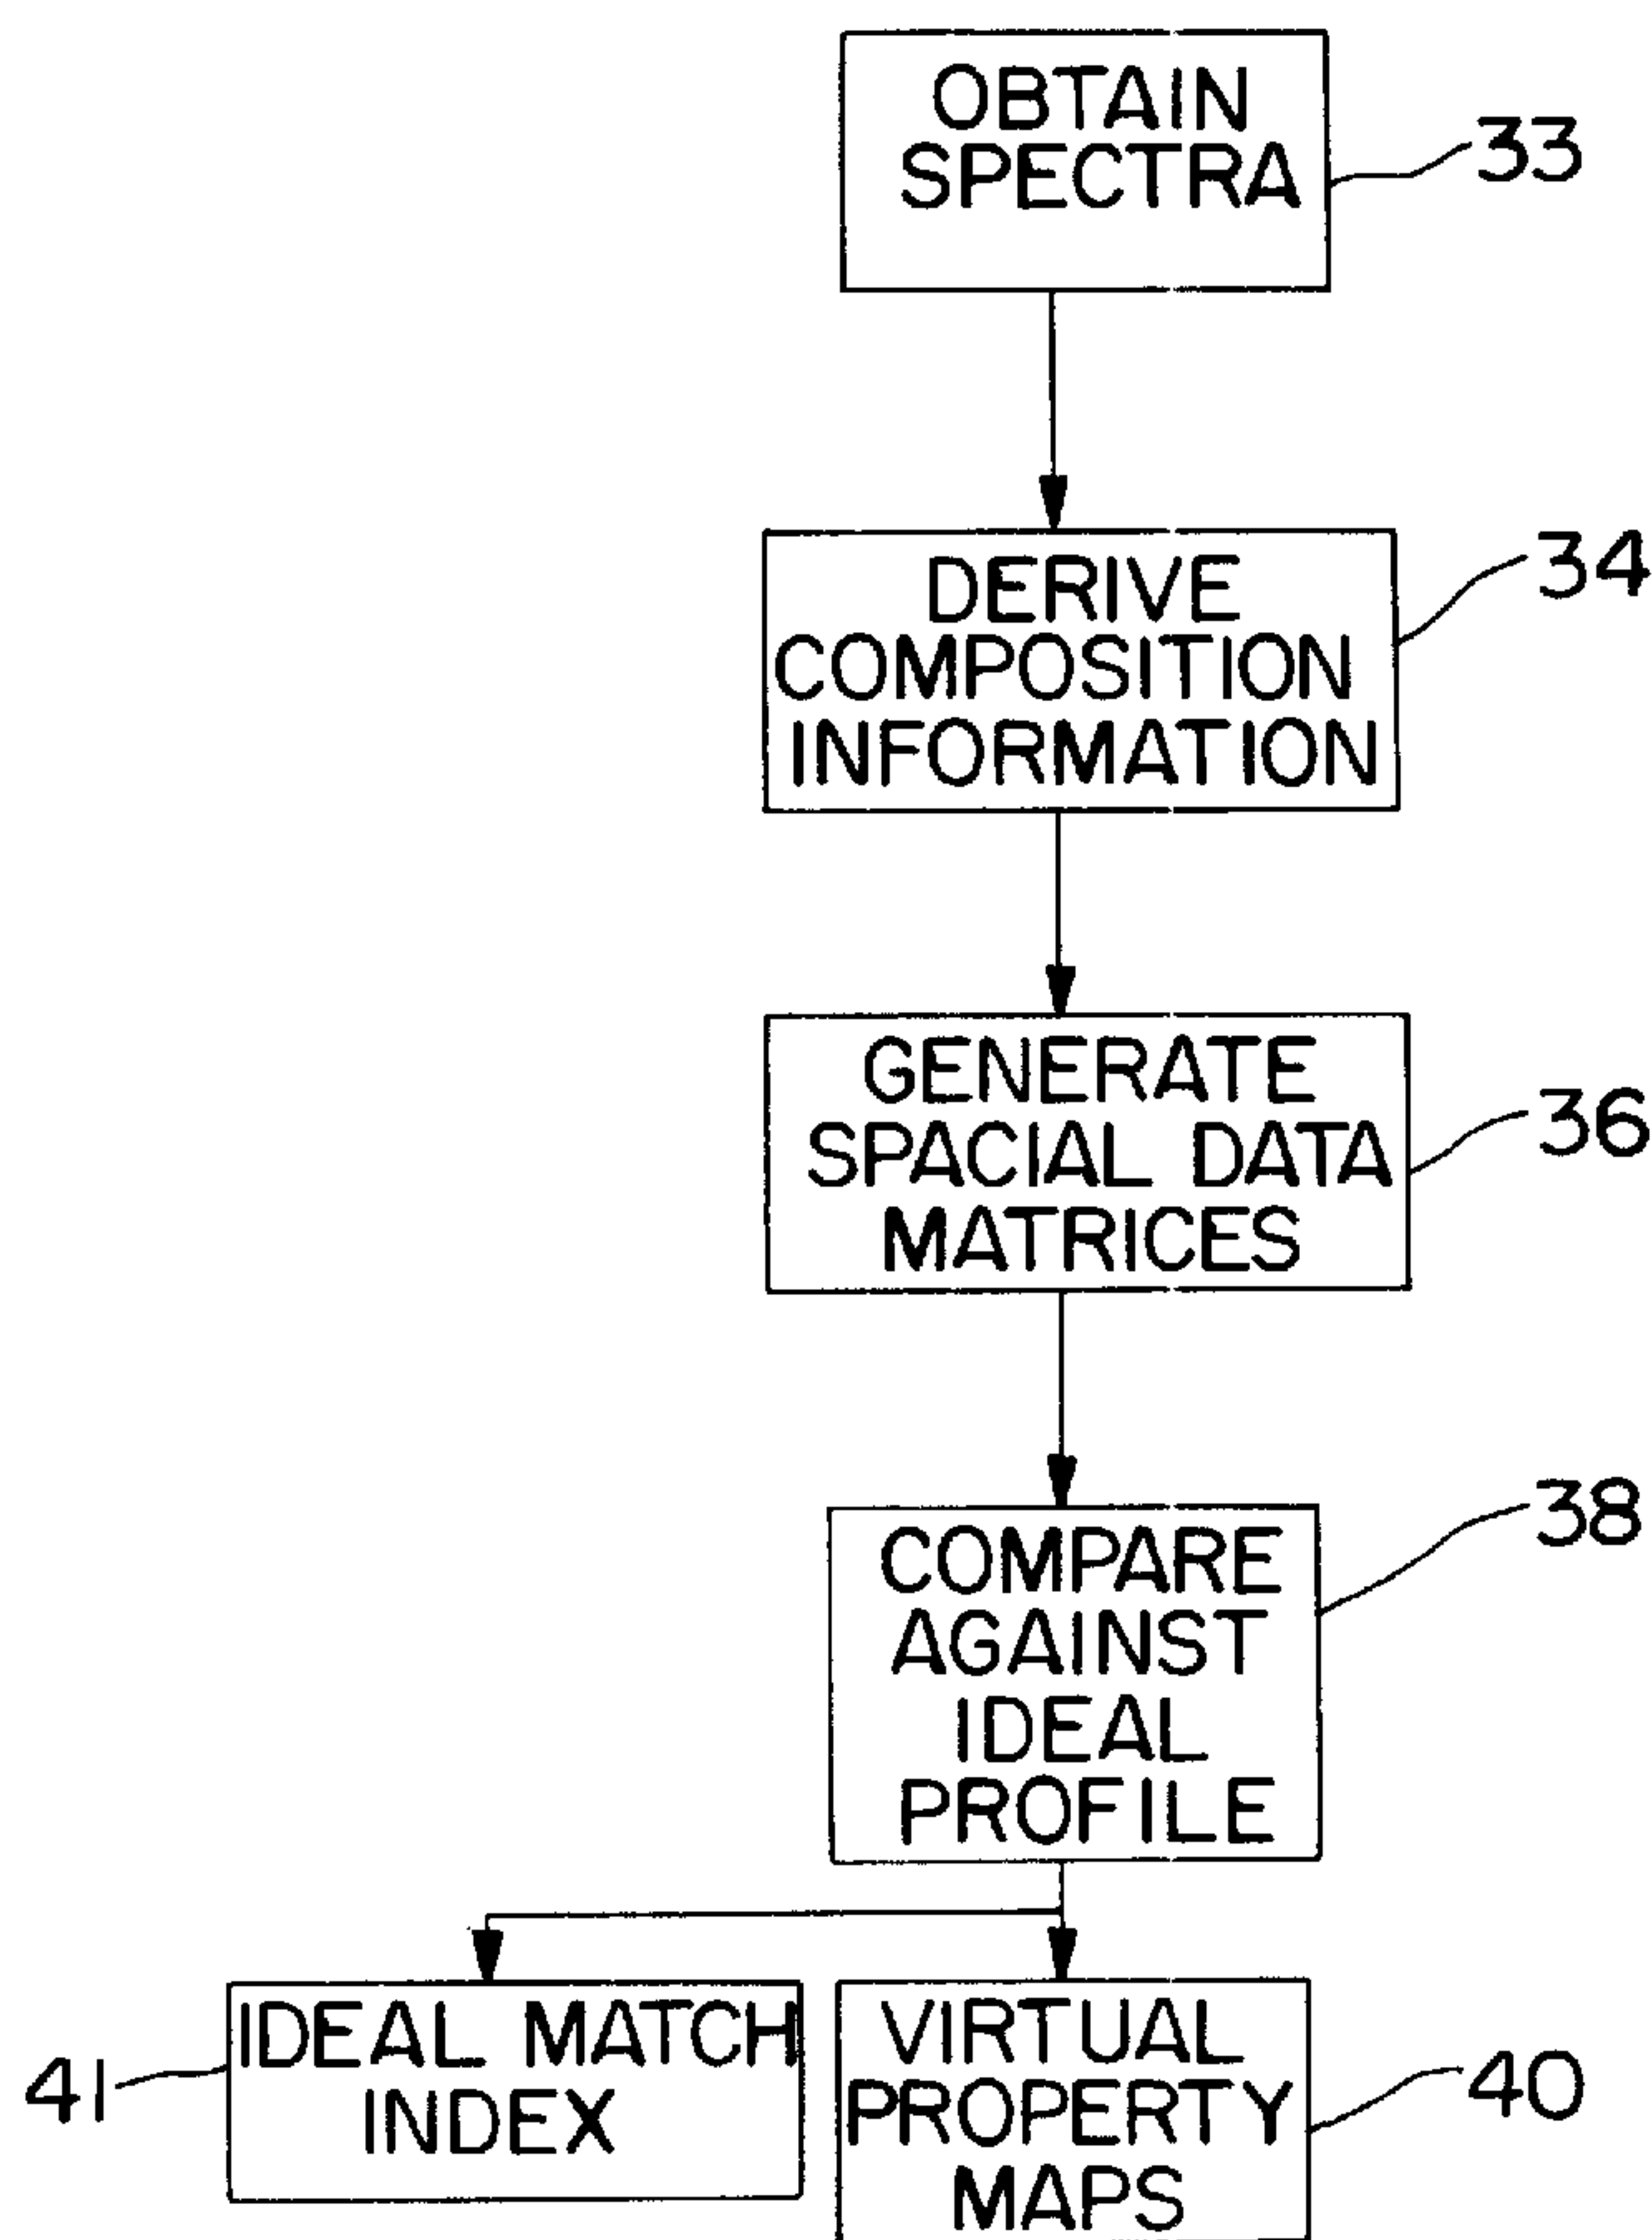 OBTAIN
SPECTRA
33
DERIVE
COMPOSITION
INFORMATION
34
GENERATE
SPACIAL DATA
MATRICES
36
COMPARE
AGAINST
IDEAL
PROFILE
38
41
IDEAL MATCH
INDEX
VIRTUAL
PROPERTY
MAPS
40